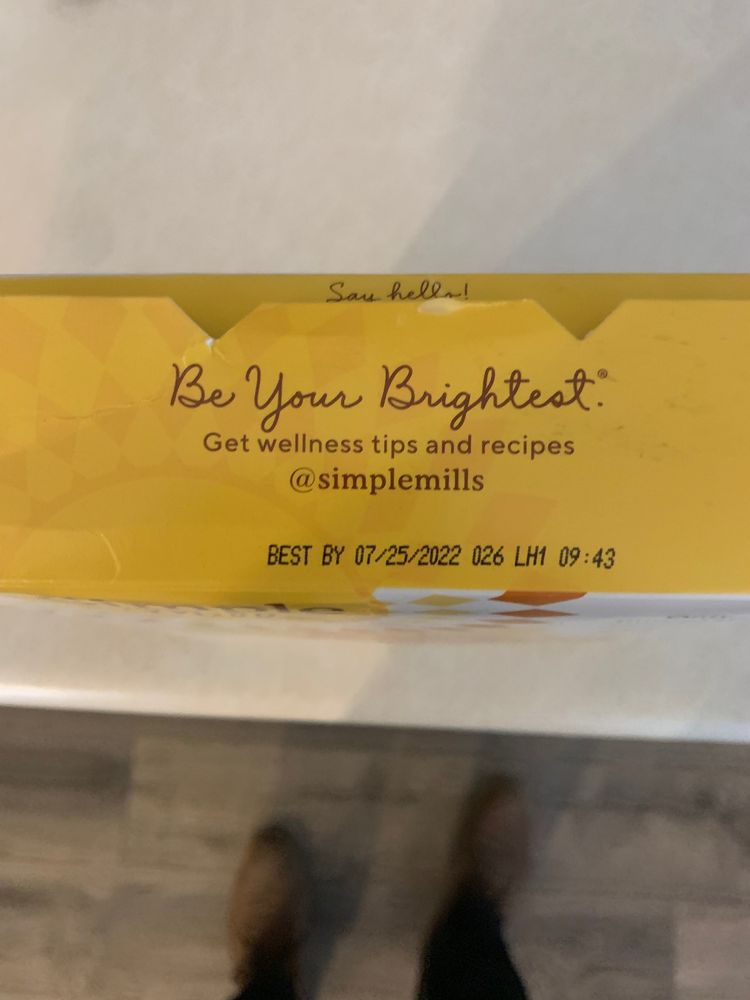 Say hello!
Be Your Brightest.®
Get wellness tips and recipes
@simplemills
BEST BY 07/25/2022 026 LH1 09:43